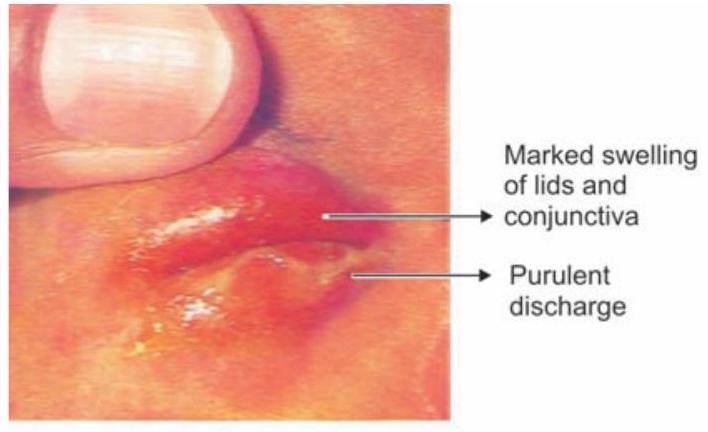 Marked swelling
of lids and
conjunctiva
Purulent
discharge